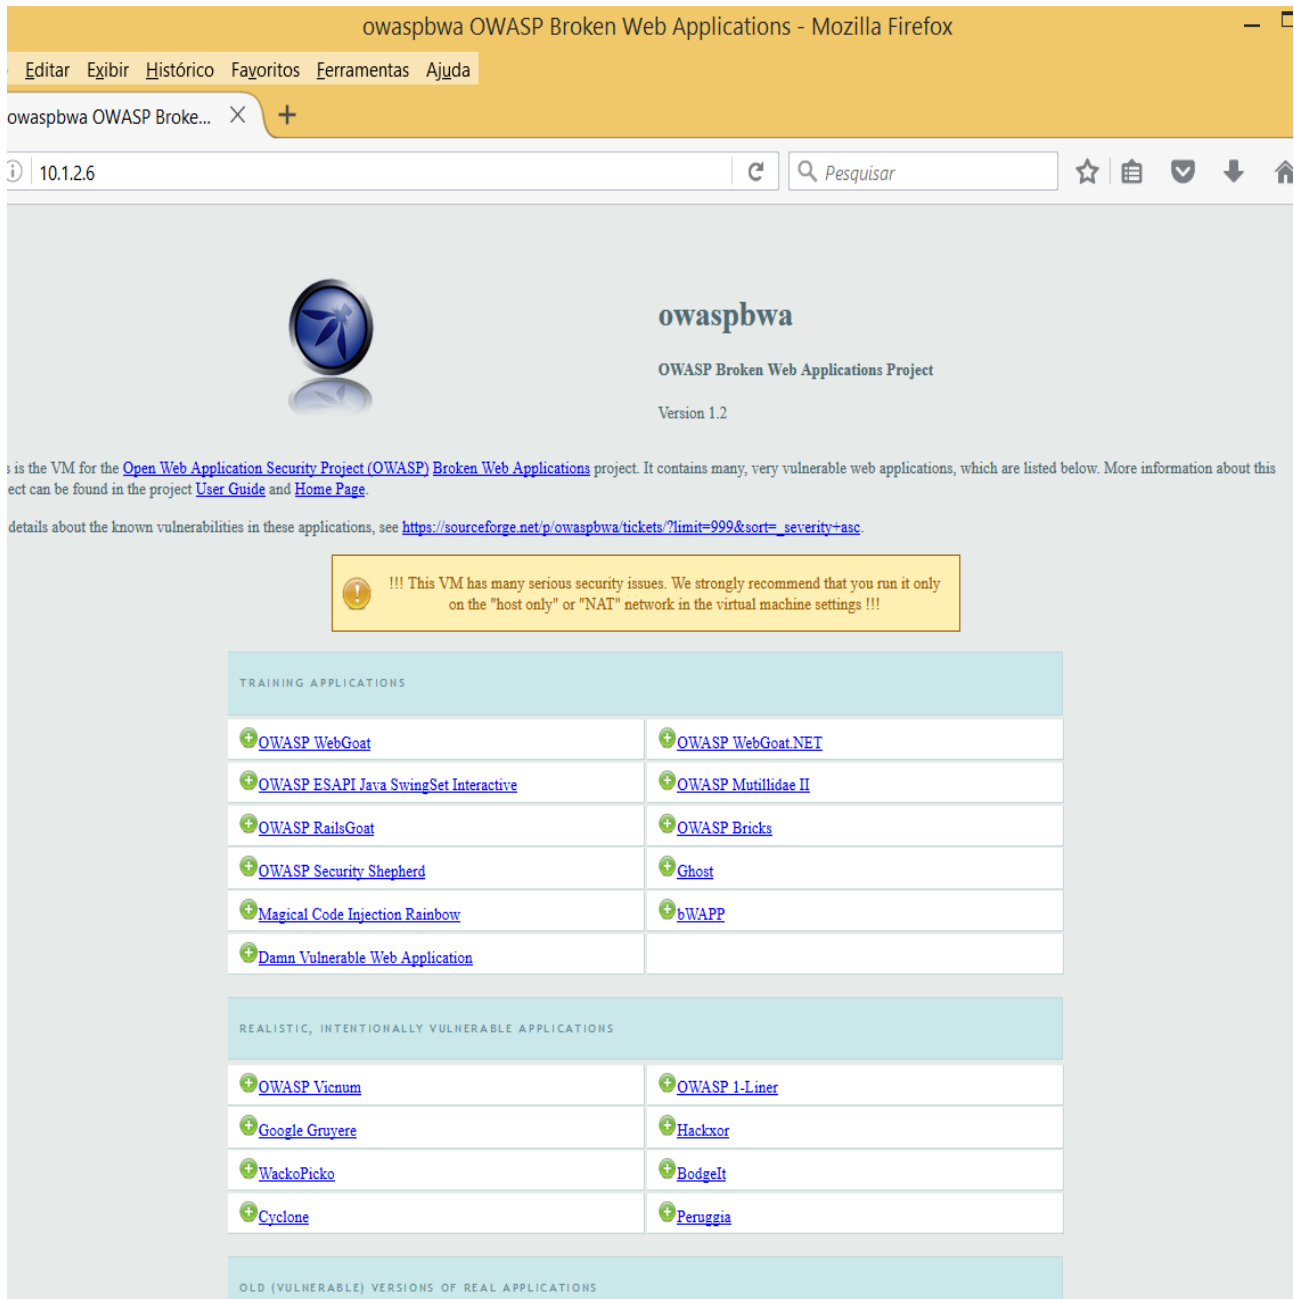 owaspbwa OWASP Broken Web Applications - Mozilla Firefox
Editar Exibir Histórico Favoritos Ferramentas Ajuda
owaspbwa OWASP Broke...
10.1.2.6
Pesquisar
owaspbwa
OWASP Broken Web Applications Project
Version 1.2
s is the VM for the Open Web Application Security Project (OWASP) Broken Web Applications project. It contains many, very vulnerable web applications, which are listed below. More information about this
ect can be found in the project User Guide and Home Page.
details about the known vulnerabilities in these applications, see https://sourceforge.net/p/owaspbwa/tickets/?limit=999&sort=_severity+asc.
!!! This VM has many serious security issues. We strongly recommend that you run it only
on the "host only" or "NAT" network in the virtual machine settings !!!
TRAINING APPLICATIONS
OWASP WebGoat
OWASP WebGoat.NET
OWASP ESAPI Java SwingSet Interactive
OWASP Mutillidae II
OWASP RailsGoat
OWASP Bricks
OWASP Security Shepherd
Ghost
Magical Code Injection Rainbow
bWAPP
Damn Vulnerable Web Application
REALISTIC, INTENTIONALLY VULNERABLE APPLICATIONS
OWASP Vicnum
OWASP 1-Liner
Google Gruyere
Hackxor
WackoPicko
BodgeIt
Cyclone
Peruggia
OLD (VULNERABLE) VERSIONS OF REAL APPLICATIONS